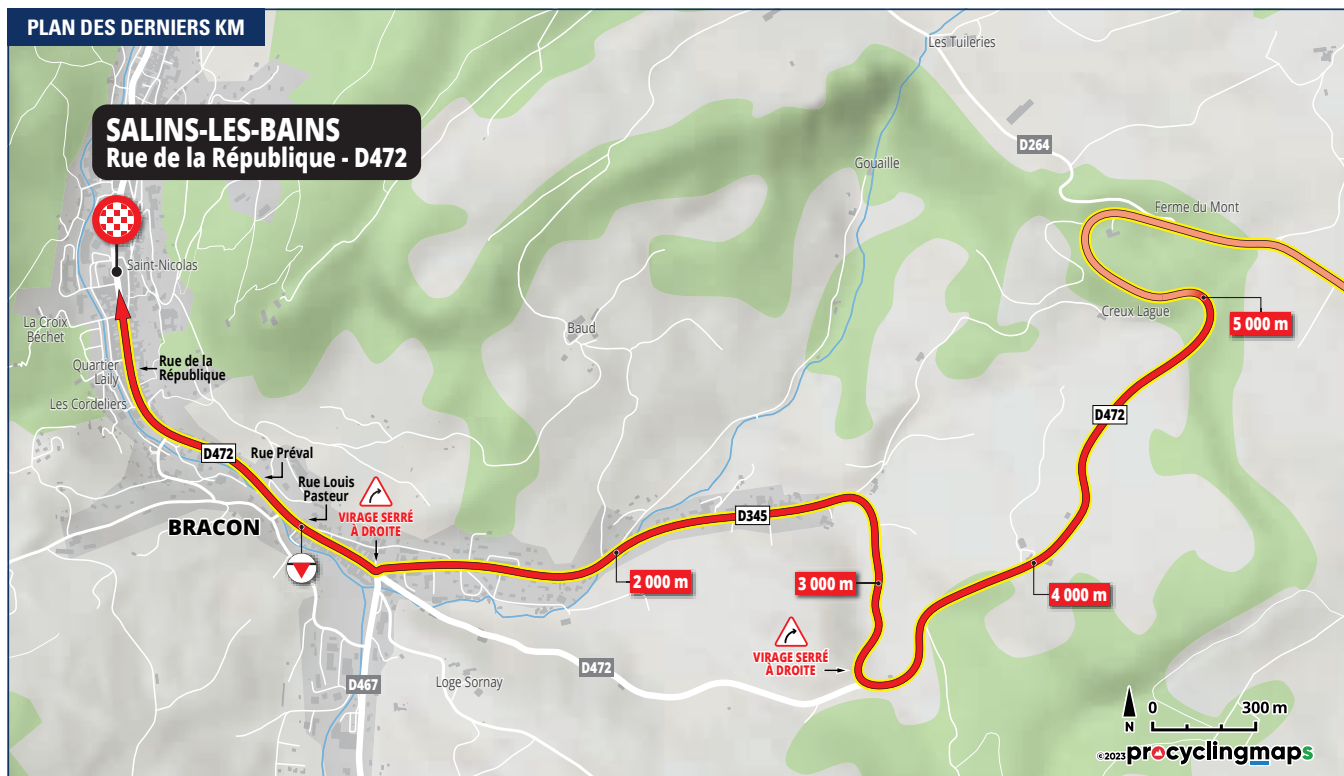 PLAN DES DERNIERS KM
Les Tuileries
SALINS-LES-BAINS
Rue de la République - D472
D264
Gouaille
Ferme du Mont
Saint-Nicolas
La Croix
Béchet
Baud
Creux Lague
5 000 m
Rue de la
République
Quartier
Laily
Les Cordeliers
D472
D472
Rue Préval
Rue Louis
Pasteur
VIRAGE SERRÉ
À DROITE
BRACON
D345
2 000 m
3 000 m
4 000 m
VIRAGE SERRÉ
À DROITE
D472
D467
Loge Sornay
N
0 300 m
©2023 procyclingmaps